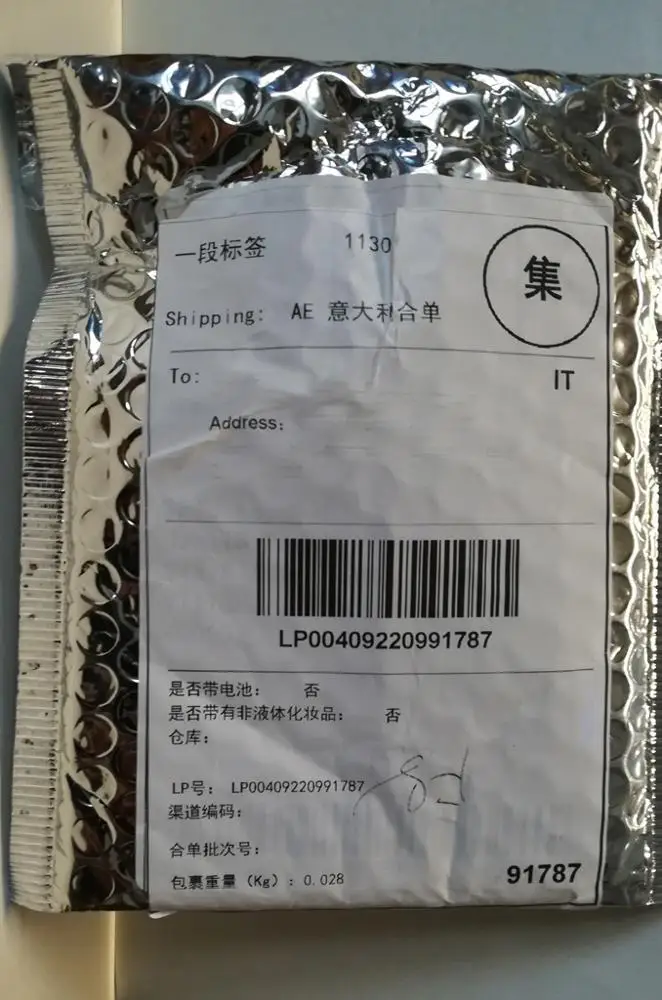 一段标签 1130
集
Shipping: AE 意大利合单
To: IT
Address:
LP00409220991787
是否带电池: 否
是否带有非液体化妆品: 否
仓库:
LP号: LP00409220991787
渠道编码:
合单批次号:
包裹重量 (Kg) : 0.028
91787